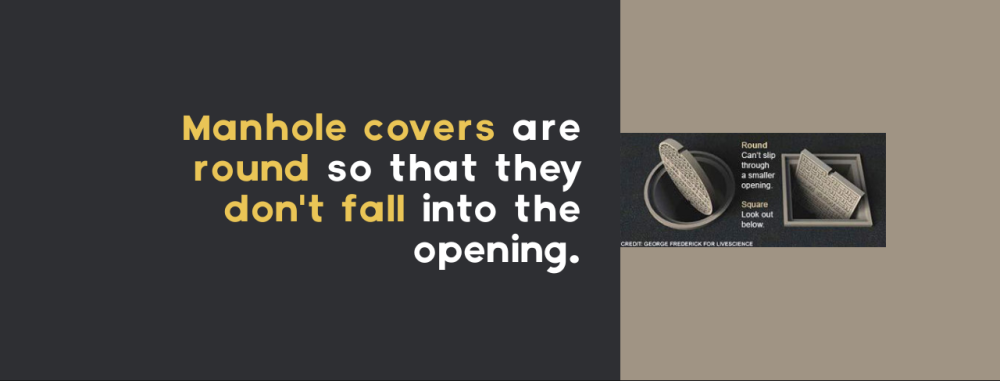 Manhole covers are
round so that they
don't fall into the
opening.
Round
Can't slip
through
a smaller
opening.
Square
Look out
below.
CREDIT: GEORGE FREDERICK FOR LIVESCIENCE